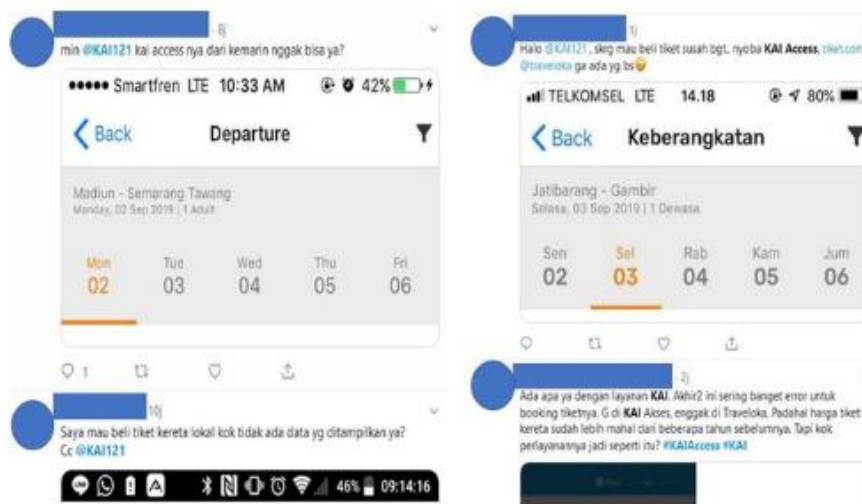 8j
min @KAI121 kai access nya dari kemarin nggak bisa ya?
Smartfren LTE 10:33 AM 42%
Back Departure
Madiun - Semarang Tawang
Monday, 02 Sep 2019 | 1 Adult
Mon Tue Wed Thu Fri
02 03 04 05 06
1
10j
Saya mau beli tiket kereta lokal kok tidak ada data yg ditampilkan ya?
Cc @KAI121
46% 09:14:16
1j
Halo @KAI121 , skrg mau beli tiket susah bgt, nyoba KAI Access, tiket.com
@traveloka ga ada yg bs
TELKOMSEL LTE 14.18 80%
Back Keberangkatan
Jatibarang - Gambir
Selasa, 03 Sep 2019 | 1 Dewasa
Sen Sel Rab Kam Jum
02 03 04 05 06
2j
Ada apa ya dengan layanan KAI. Akhir2 ini sering banget error untuk
booking tiketnya. G di KAI Akses, enggak di Traveloka. Padahal harga tiket
kereta sudah lebih mahal dari beberapa tahun sebelumnya. Tapi kok
perlayanannya jadi seperti itu? #KAIAccess #KAI